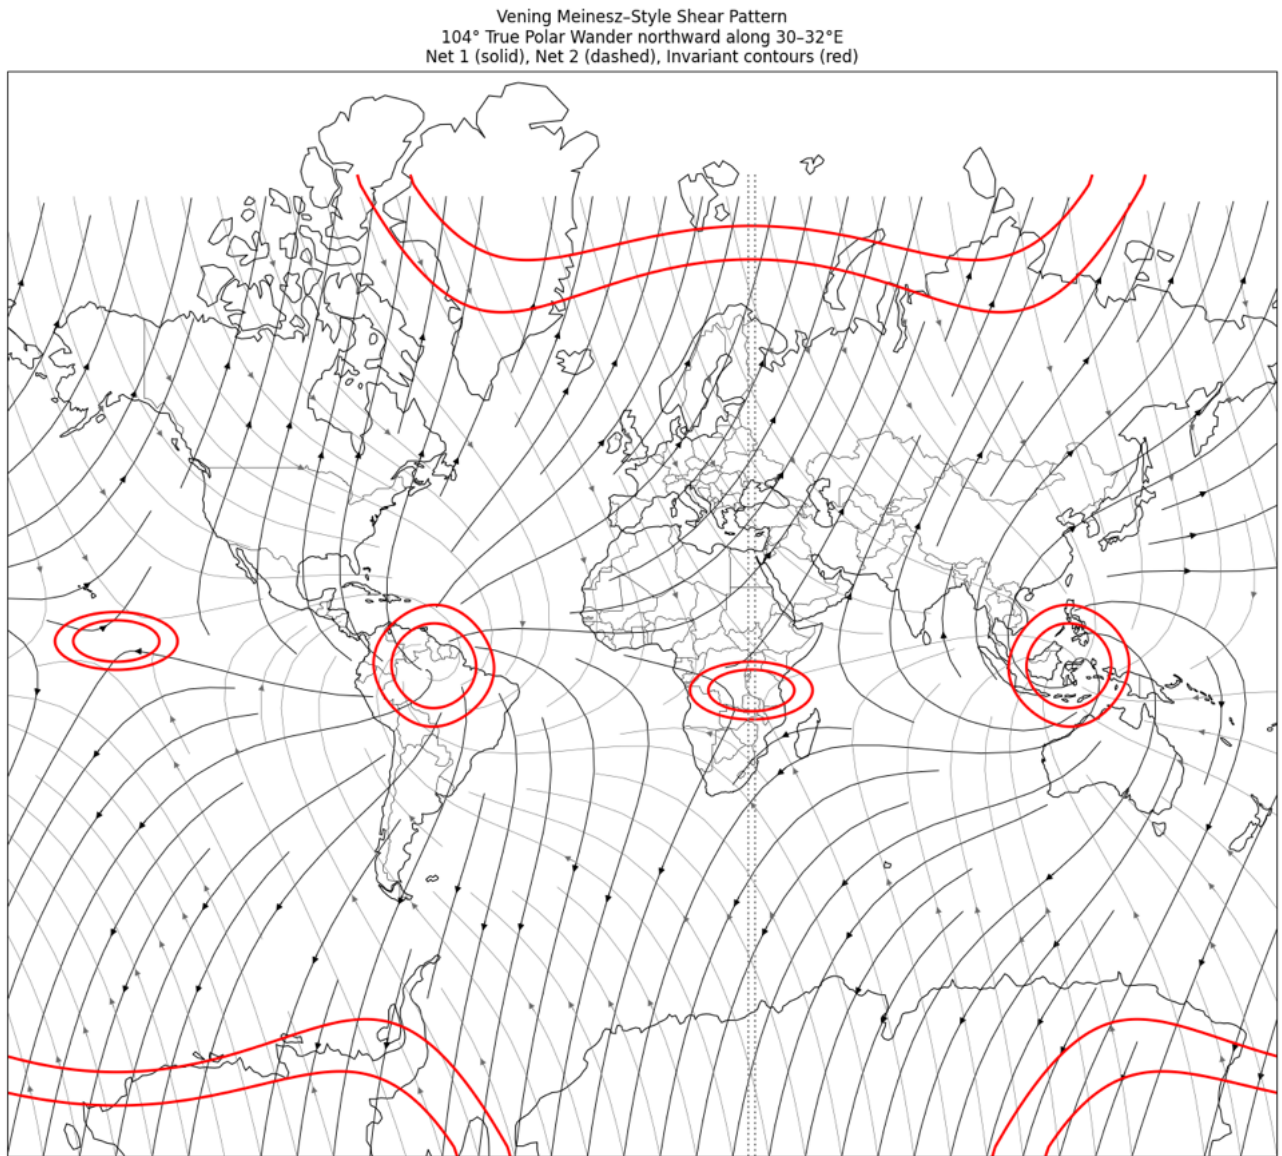 Vening Meinesz–Style Shear Pattern
104° True Polar Wander northward along 30–32°E
Net 1 (solid), Net 2 (dashed), Invariant contours (red)